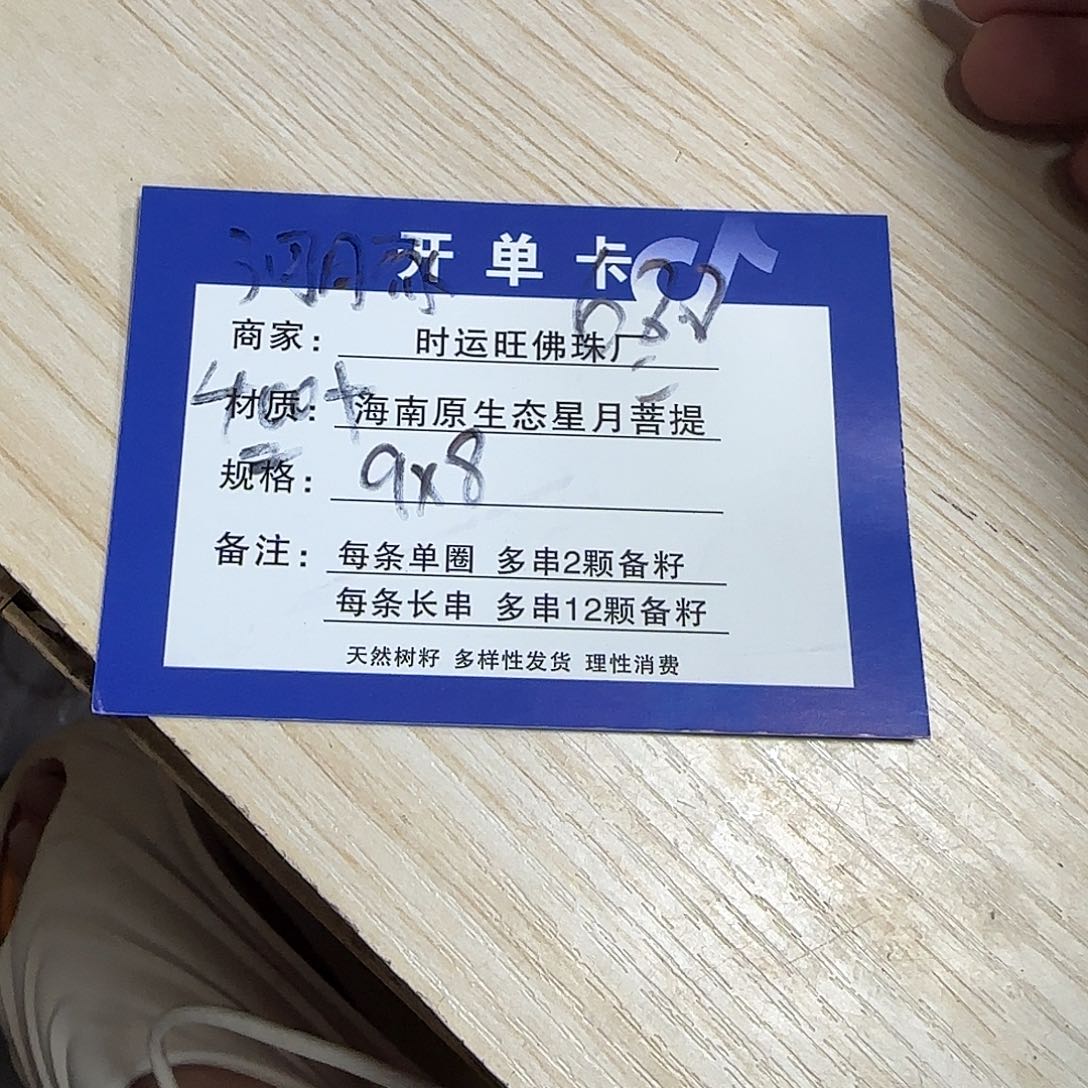 开单卡
商家： 时运旺佛珠厂
400+
材质： 海南原生态星月菩提
规格： 9x8
备注： 每条单圈 多串2颗备籽
每条长串 多串12颗备籽
天然树籽 多样性发货 理性消费